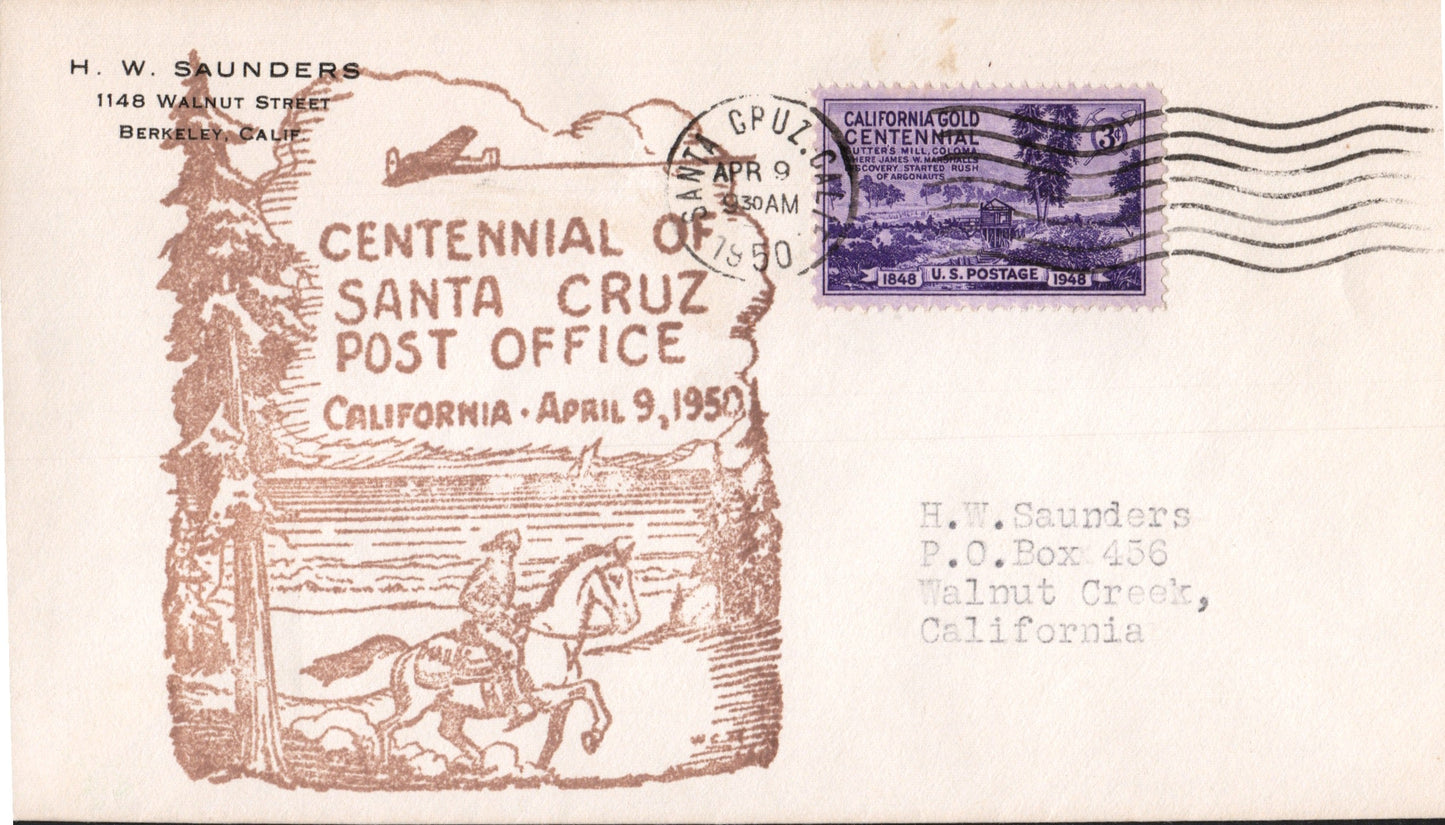 H. W. SAUNDERS
1148 WALNUT STREET
BERKELEY, CALIF.
CENTENNIAL OF
SANTA CRUZ
POST OFFICE
CALIFORNIA · APRIL 9, 1950
MAIL
SANTA CRUZ, CALIF.
APR 9
930 AM
1950
CALIFORNIA GOLD
CENTENNIAL
3¢
SUTTER'S MILL, COLOMA
WHERE JAMES W. MARSHALL'S
DISCOVERY STARTED RUSH
OF ARGONAUTS
1848 U.S. POSTAGE 1948
H.W.Saunders
P.O.Box 456
Walnut Creek,
California